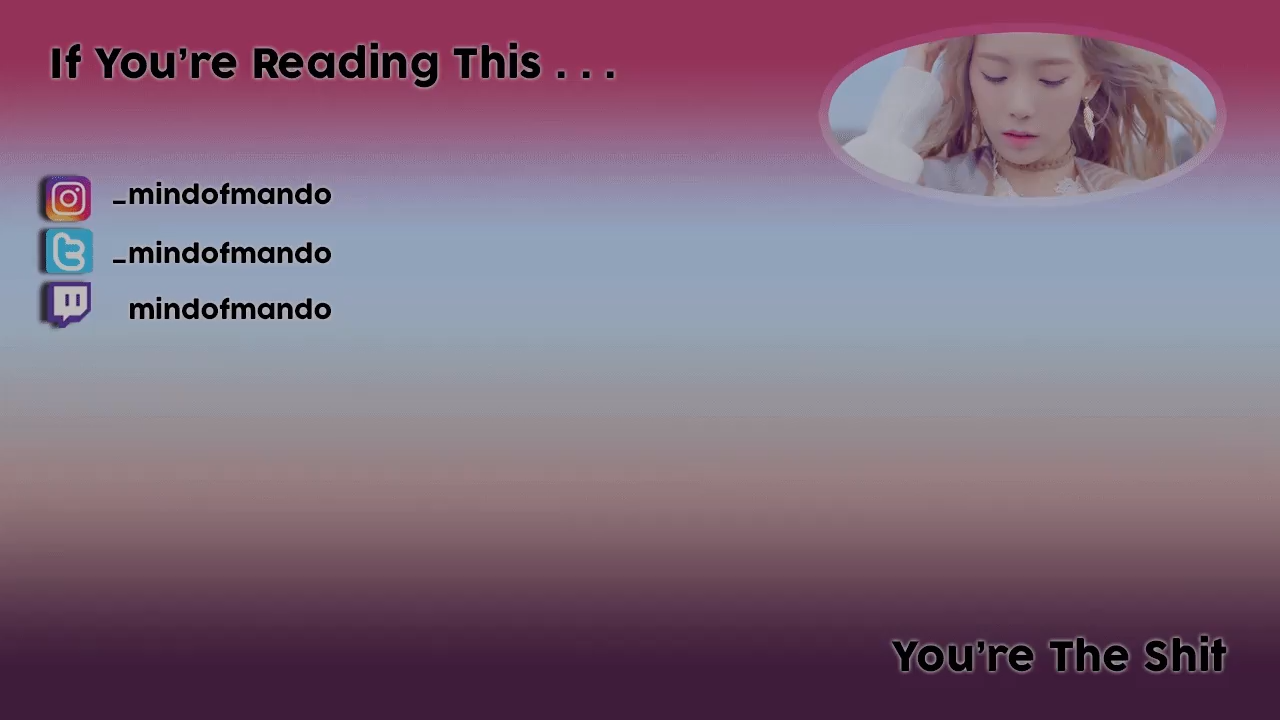 If You're Reading This . . .
_mindofmando
_mindofmando
mindofmando
You're The Shit